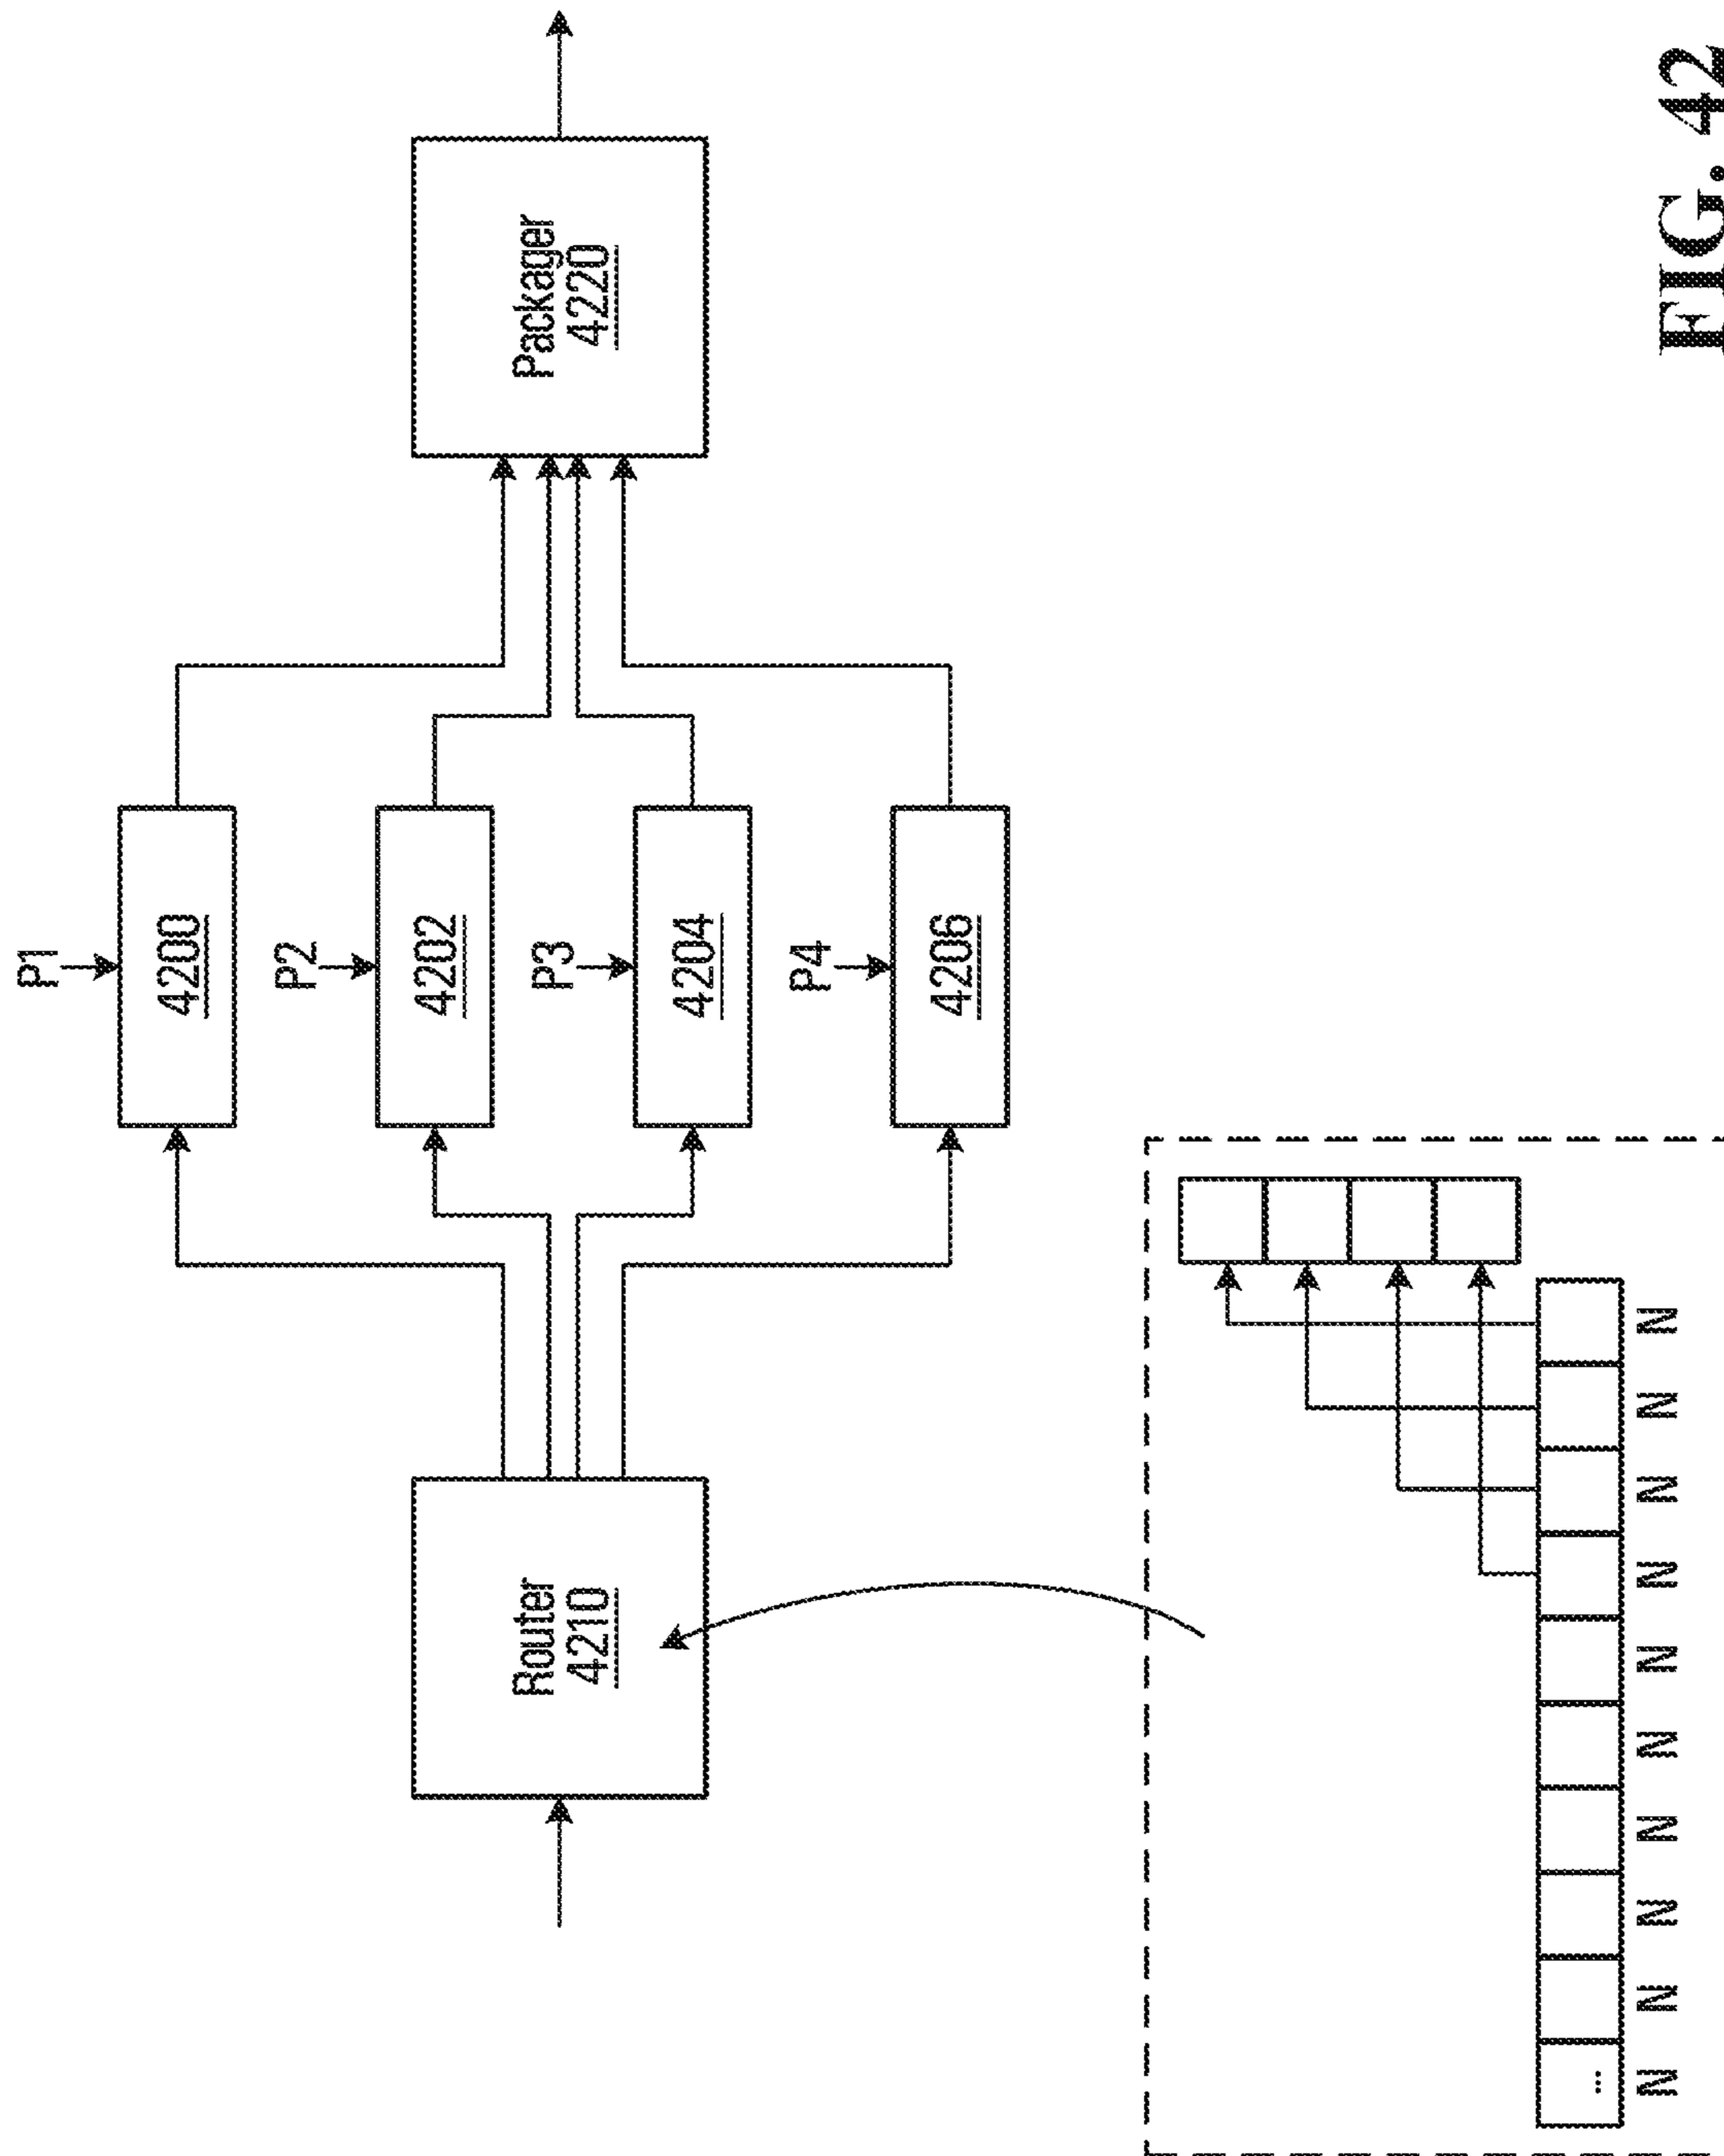 P1
4200
P2
4202
P3
4204
P4
4206
Router
4210
Packager
4220
...
N N N N N N N N N N
FIG. 42